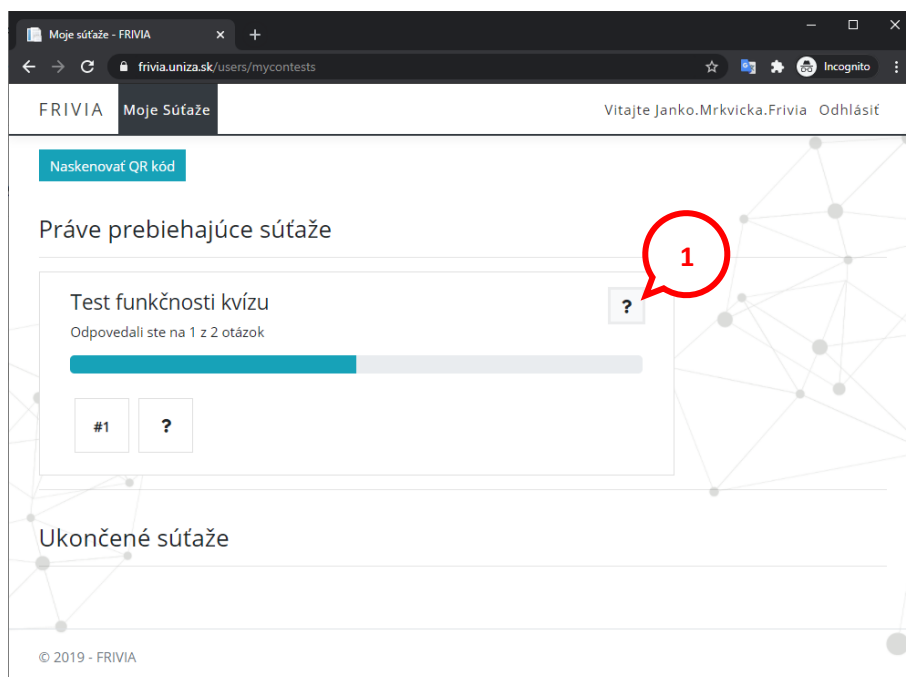 Moje súťaže - FRIVIA
frivia.uniza.sk/users/mycontests
Incognito
FRIVIA Moje Súťaže Vitajte Janko.Mrkvicka.Frivia Odhlásiť
Naskenovať QR kód
Práve prebiehajúce súťaže
1
Test funkčnosti kvízu
?
Odpovedali ste na 1 z 2 otázok
#1 ?
Ukončené súťaže
© 2019 - FRIVIA